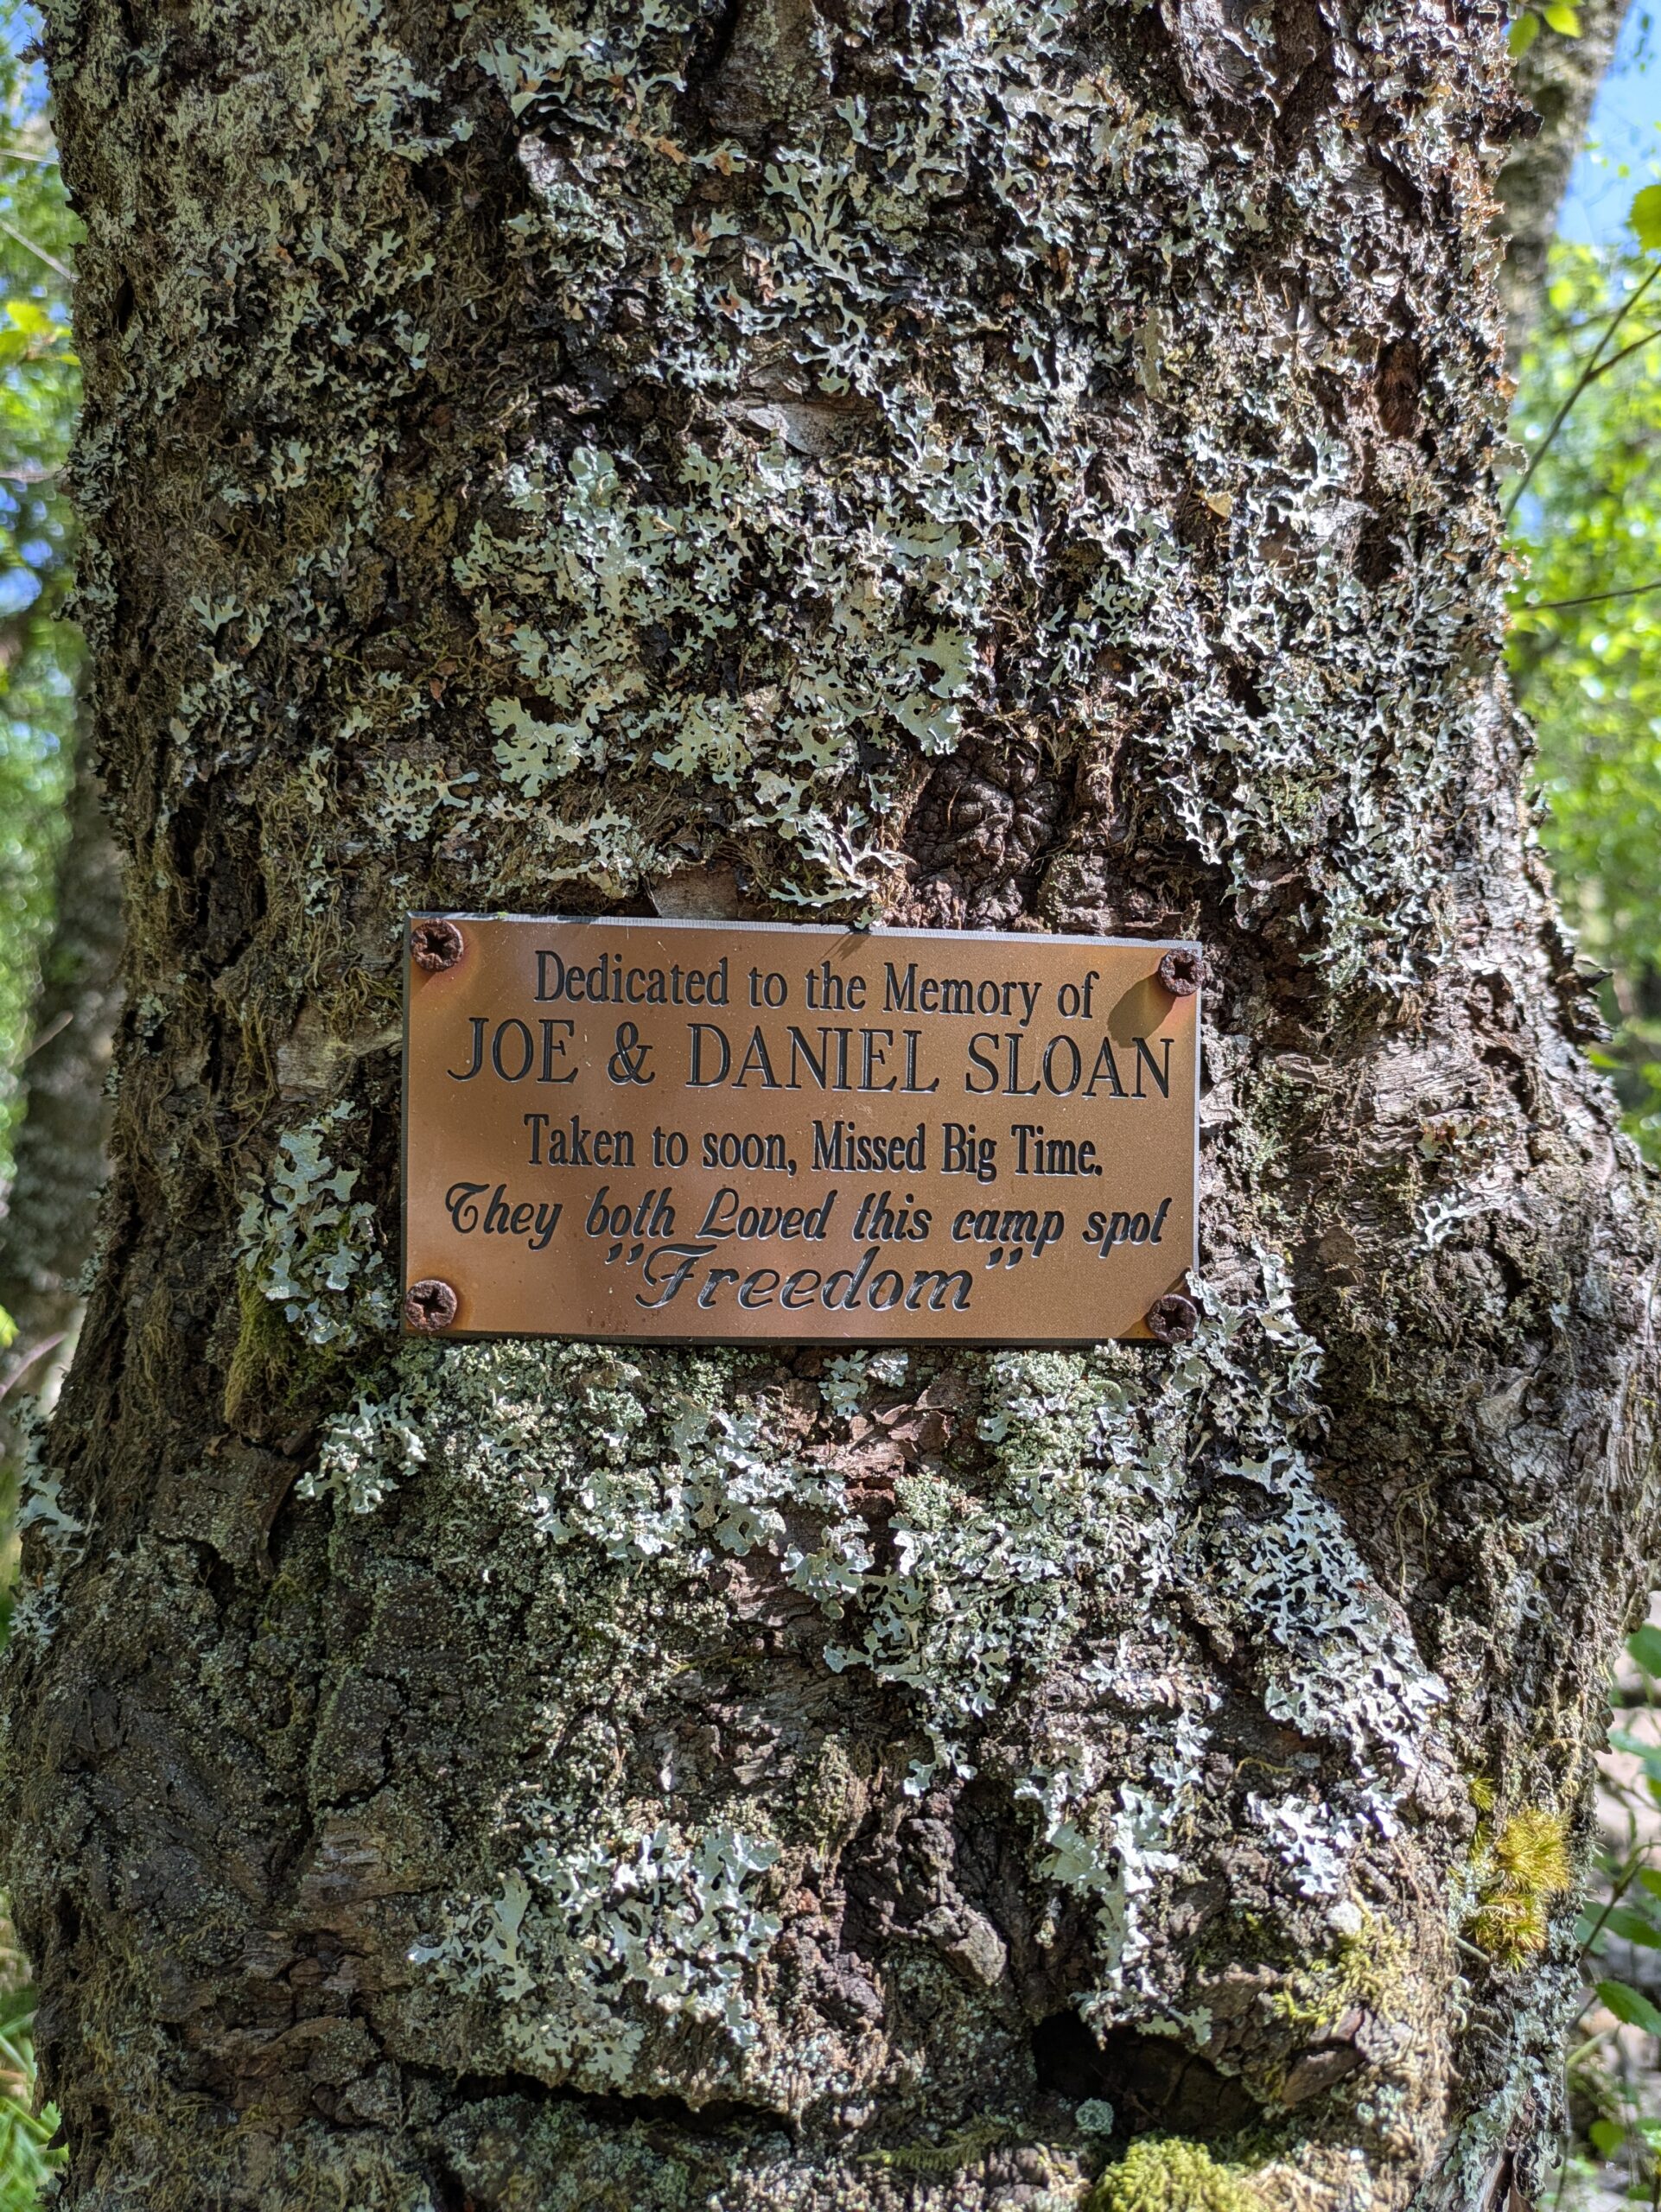 Dedicated to the Memory of
JOE & DANIEL SLOAN
Taken to soon, Missed Big Time.
They both Loved this camp spot
"Freedom"